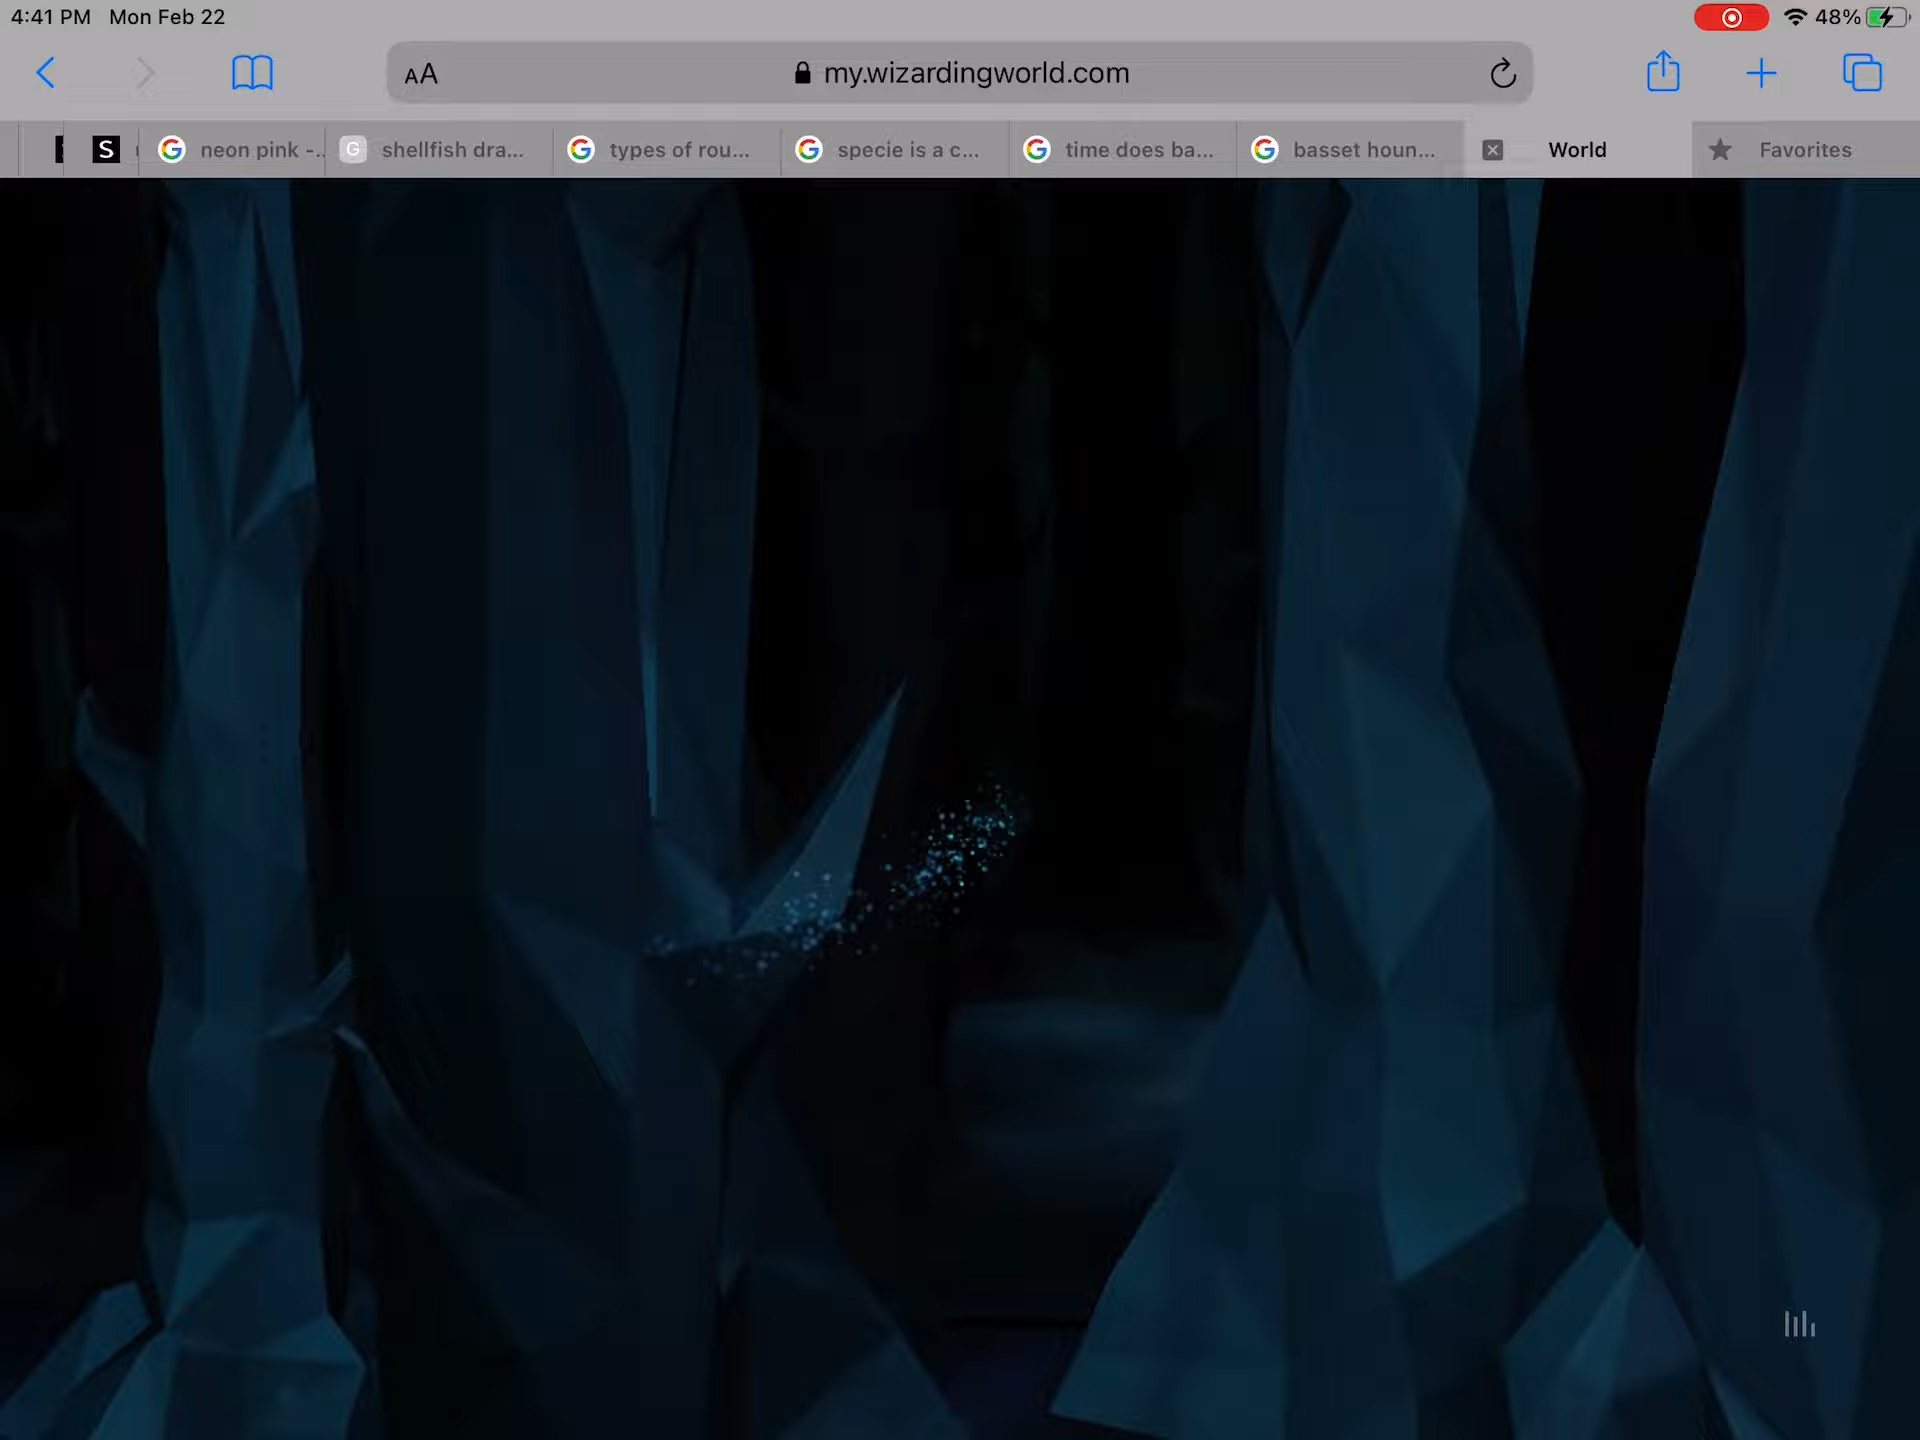 4:41 PM Mon Feb 22 48%
AA my.wizardingworld.com
S neon pink -... G shellfish dra... types of rou... specie is a c... time does ba... basset houn... World Favorites